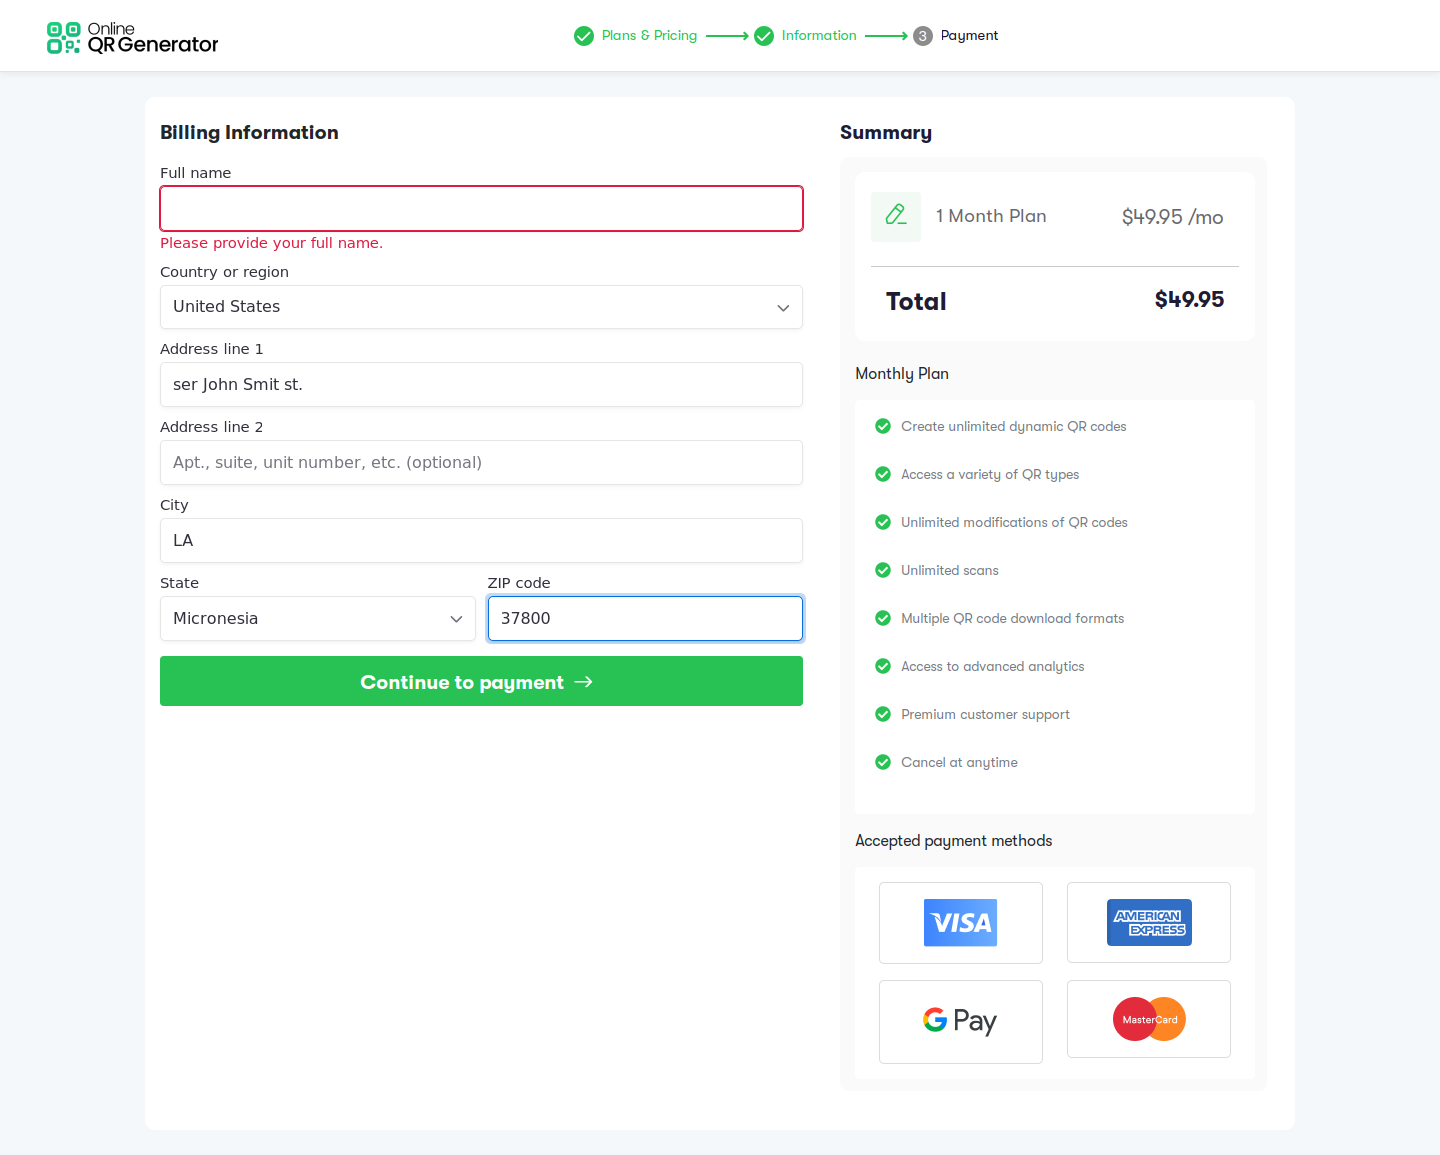 Online
QR Generator
Plans & Pricing
Information
3 Payment
Billing Information
Full name
Please provide your full name.
Country or region
United States
Address line 1
ser John Smit st.
Address line 2
Apt., suite, unit number, etc. (optional)
City
LA
State
ZIP code
Micronesia
37800
Continue to payment
Summary
1 Month Plan
$49.95 /mo
Total
$49.95
Monthly Plan
Create unlimited dynamic QR codes
Access a variety of QR types
Unlimited modifications of QR codes
Unlimited scans
Multiple QR code download formats
Access to advanced analytics
Premium customer support
Cancel at anytime
Accepted payment methods
VISA
AMERICAN
EXPRESS
G Pay
MasterCard